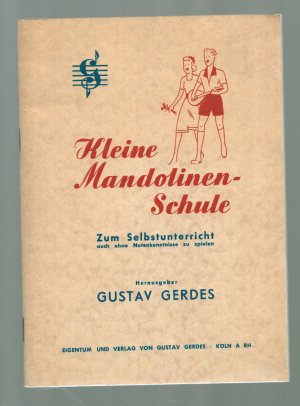 Kleine
Mandolinen-
Schule
Zum Selbstunterricht
auch ohne Notenkenntnisse zu spielen
Herausgeber
GUSTAV GERDES
EIGENTUM UND VERLAG VON GUSTAV GERDES · KÖLN A. RH.